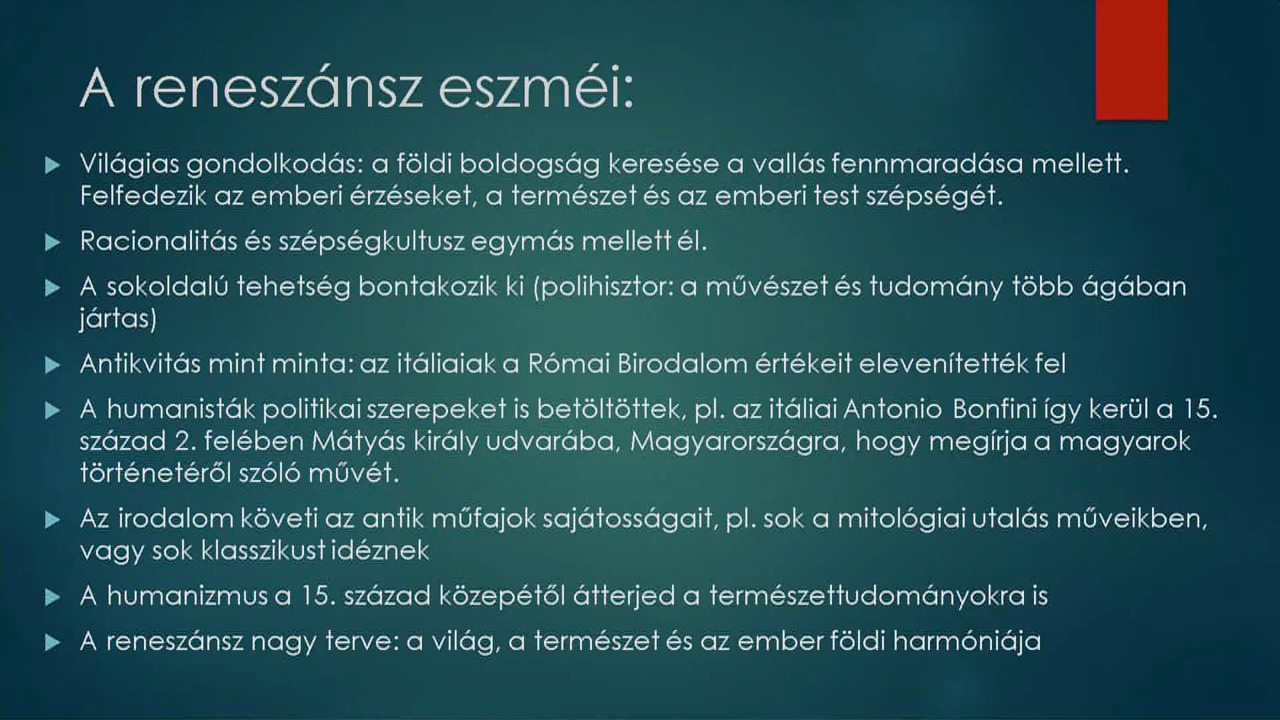 A reneszánsz eszméi:
Világias gondolkodás: a földi boldogság keresése a vallás fennmaradása mellett.
Felfedezik az emberi érzéseket, a természet és az emberi test szépségét.
Racionalitás és szépségkultusz egymás mellett él.
A sokoldalú tehetség bontakozik ki (polihisztor: a művészet és tudomány több ágában
jártas)
Antikvitás mint minta: az itáliaiak a Római Birodalom értékeit elevenítették fel
A humanisták politikai szerepeket is betöltöttek, pl. az itáliai Antonio Bonfini így kerül a 15.
század 2. felében Mátyás király udvarába, Magyarországra, hogy megírja a magyarok
történetéről szóló művét.
Az irodalom követi az antik műfajok sajátosságait, pl. sok a mitológiai utalás műveikben,
vagy sok klasszikust idéznek
A humanizmus a 15. század közepétől átterjed a természettudományokra is
A reneszánsz nagy terve: a világ, a természet és az ember földi harmóniája